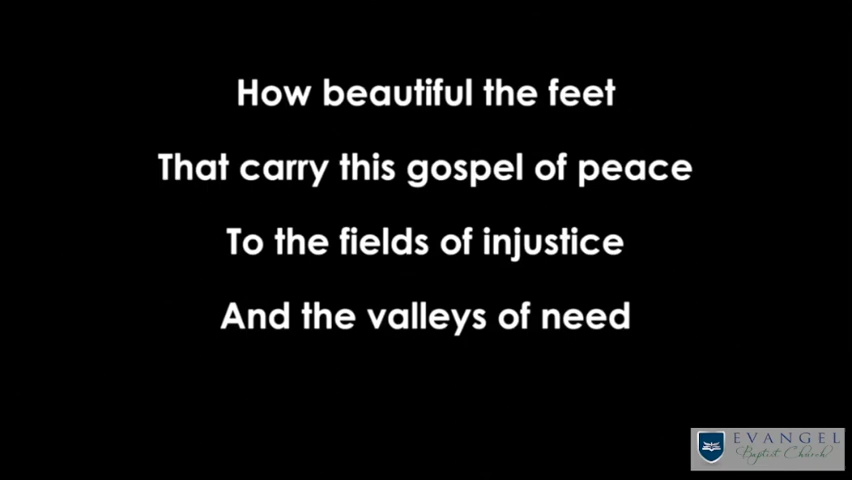 How beautiful the feet
That carry this gospel of peace
To the fields of injustice
And the valleys of need
EVANGEL
Baptist Church